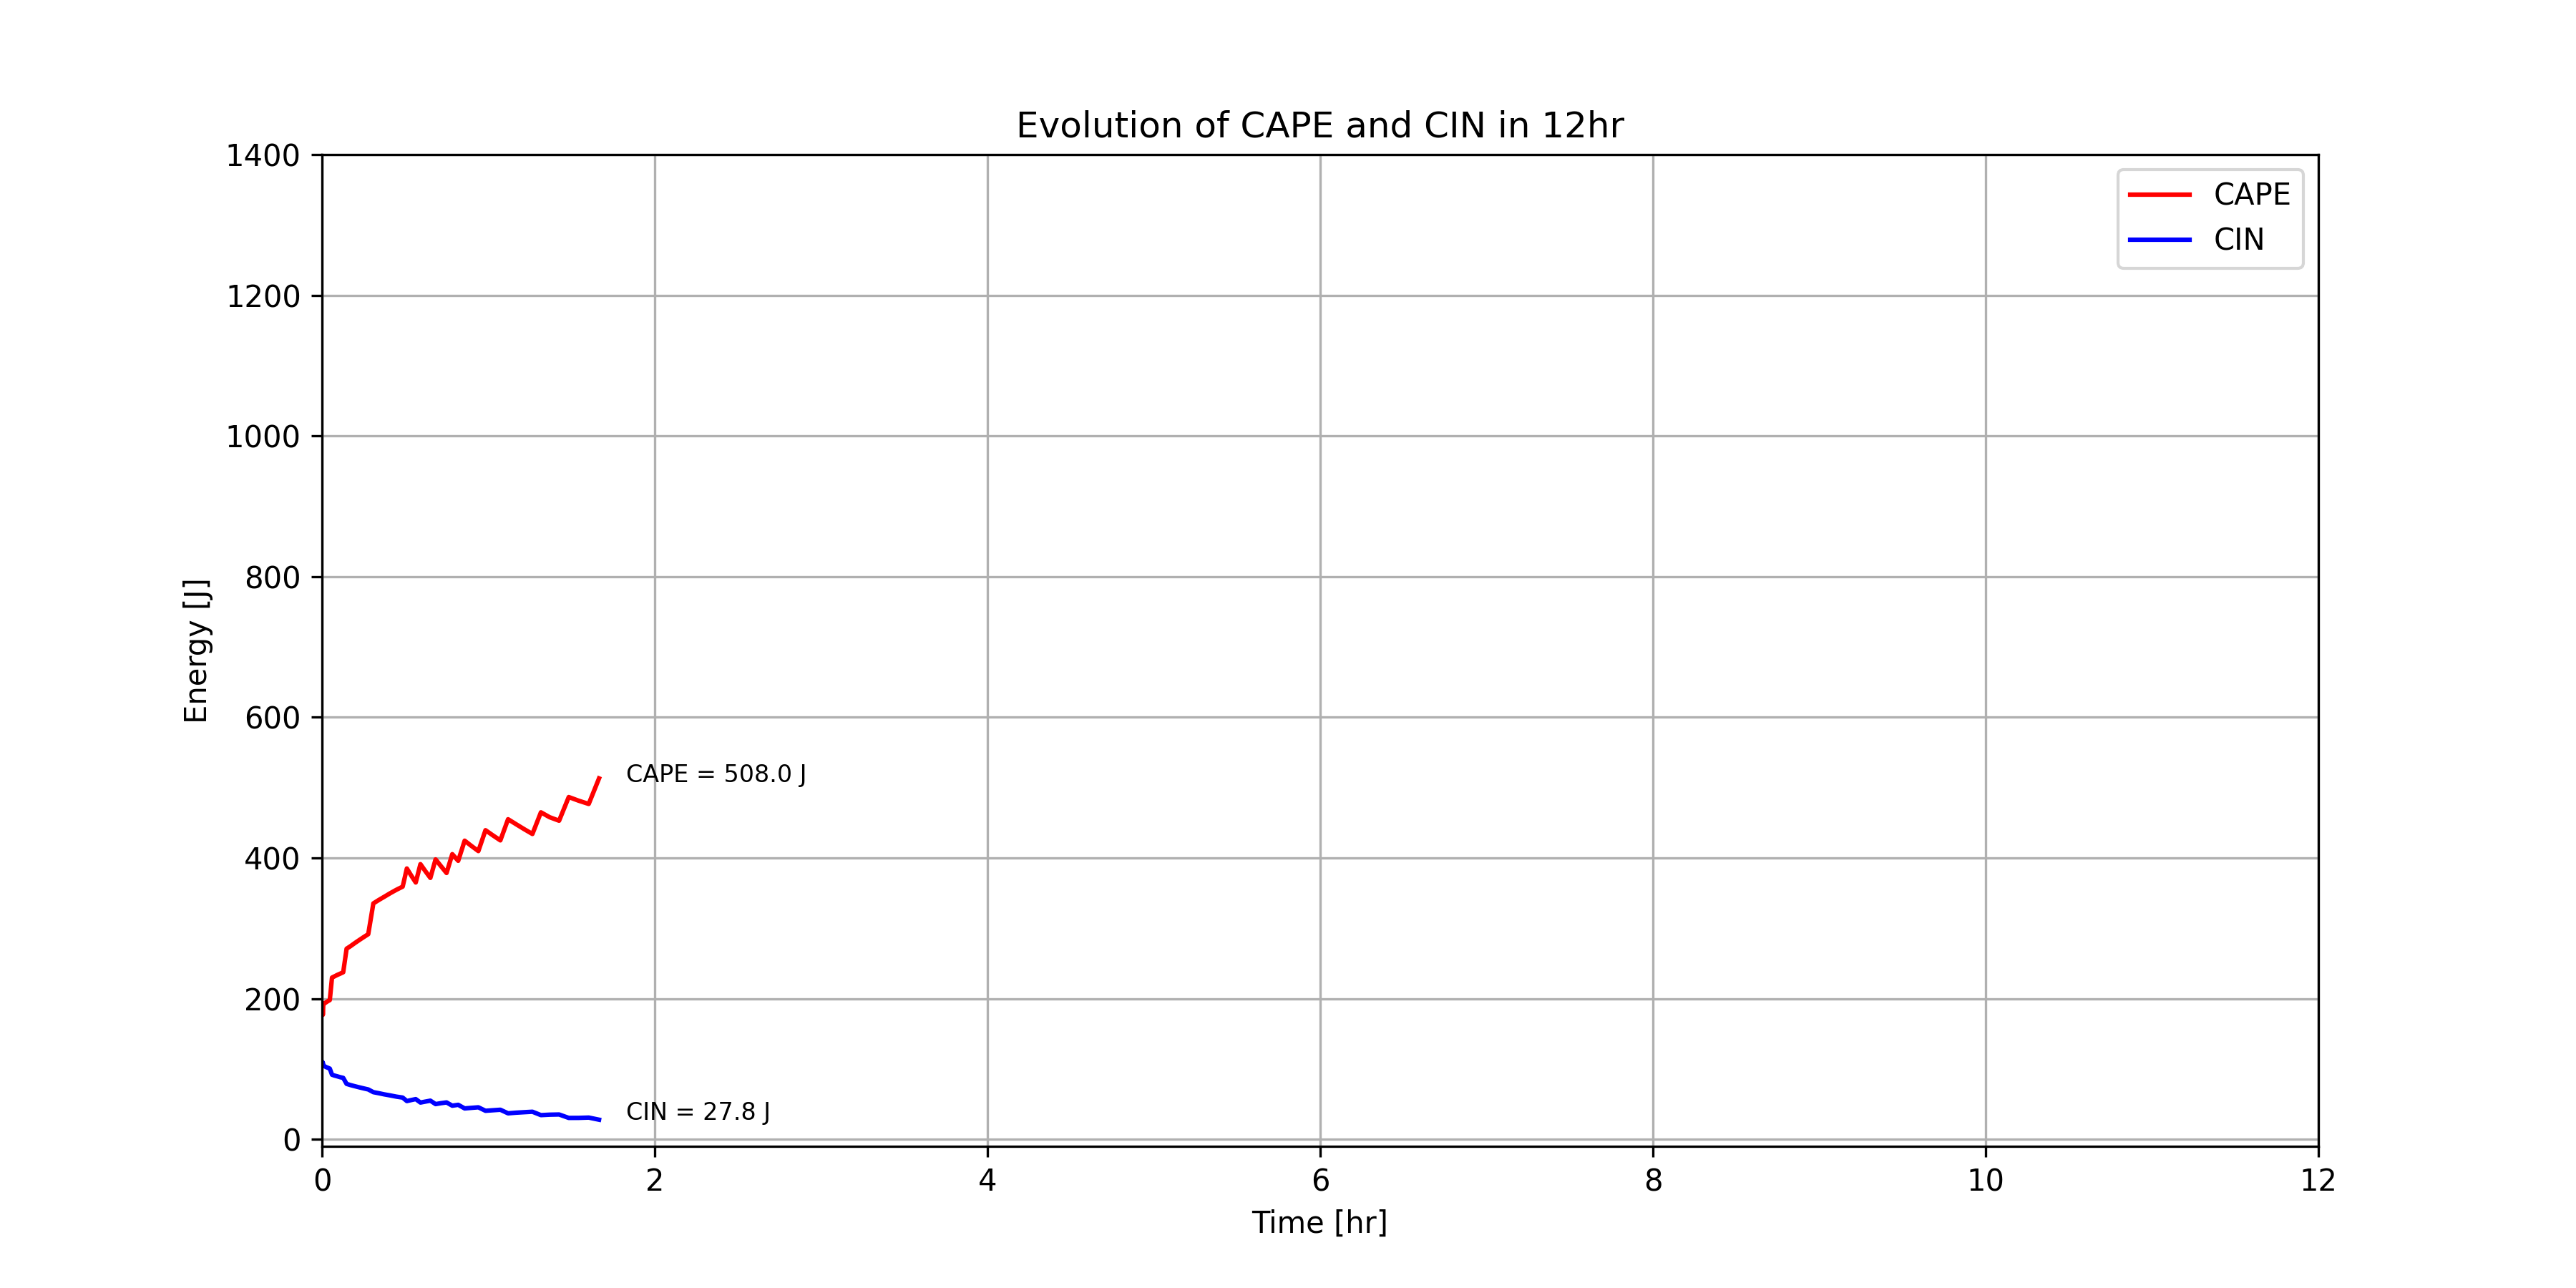 Evolution of CAPE and CIN in 12hr
1400
1200
1000
800
600
400
200
0
Energy [J]
CAPE
CIN
CAPE = 508.0 J
CIN = 27.8 J
0 2 4 6 8 10 12
Time [hr]